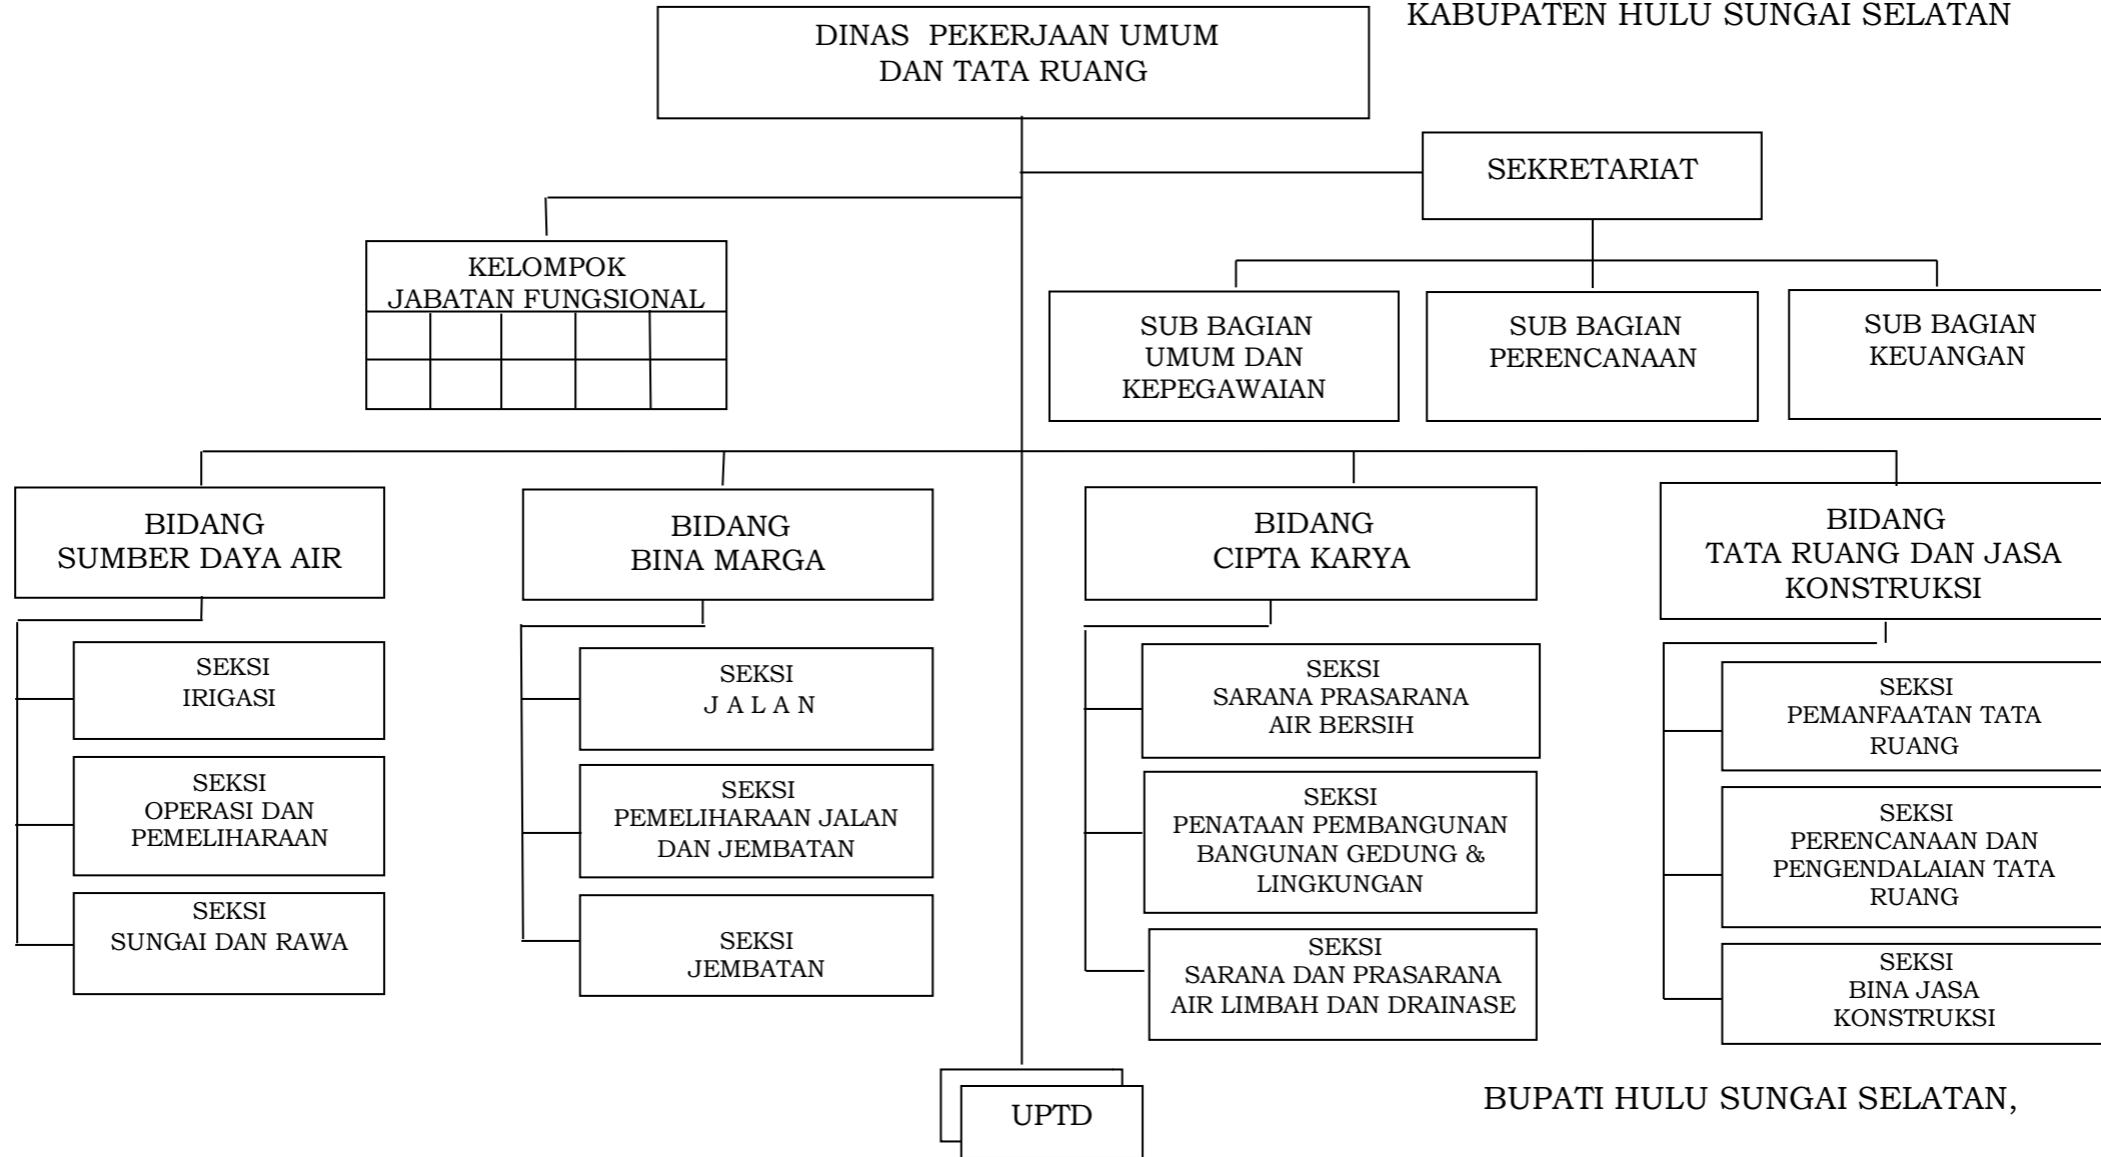 KABUPATEN HULU SUNGAI SELATAN
DINAS PEKERJAAN UMUM
DAN TATA RUANG
SEKRETARIAT
KELOMPOK
JABATAN FUNGSIONAL
SUB BAGIAN
UMUM DAN
KEPEGAWAIAN
SUB BAGIAN
PERENCANAAN
SUB BAGIAN
KEUANGAN
BIDANG
SUMBER DAYA AIR
BIDANG
BINA MARGA
BIDANG
CIPTA KARYA
BIDANG
TATA RUANG DAN JASA
KONSTRUKSI
SEKSI
IRIGASI
SEKSI
OPERASI DAN
PEMELIHARAAN
SEKSI
SUNGAI DAN RAWA
SEKSI
J A L A N
SEKSI
PEMELIHARAAN JALAN
DAN JEMBATAN
SEKSI
JEMBATAN
SEKSI
SARANA PRASARANA
AIR BERSIH
SEKSI
PENATAAN PEMBANGUNAN
BANGUNAN GEDUNG &
LINGKUNGAN
SEKSI
SARANA DAN PRASARANA
AIR LIMBAH DAN DRAINASE
SEKSI
PEMANFAATAN TATA
RUANG
SEKSI
PERENCANAAN DAN
PENGENDALAIAN TATA
RUANG
SEKSI
BINA JASA
KONSTRUKSI
UPTD
BUPATI HULU SUNGAI SELATAN,